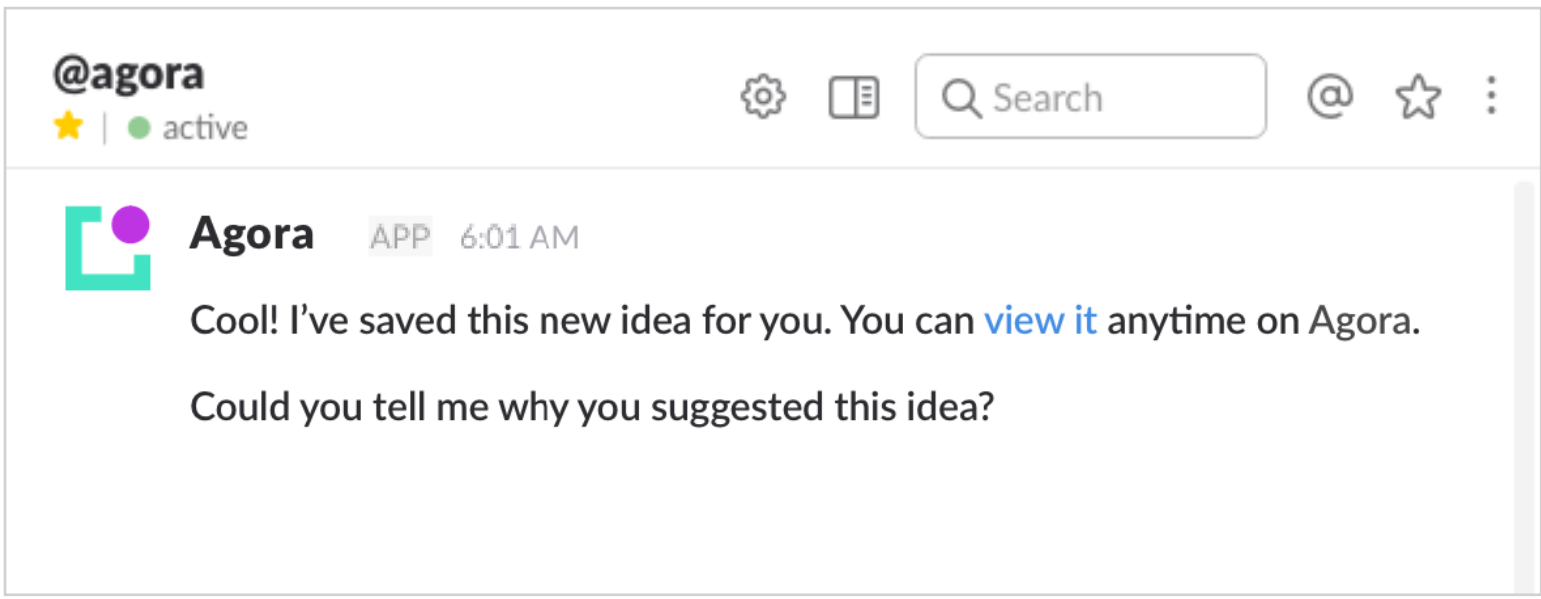 @agora
active
Search
@
Agora APP 6:01 AM
Cool! I’ve saved this new idea for you. You can view it anytime on Agora.
Could you tell me why you suggested this idea?